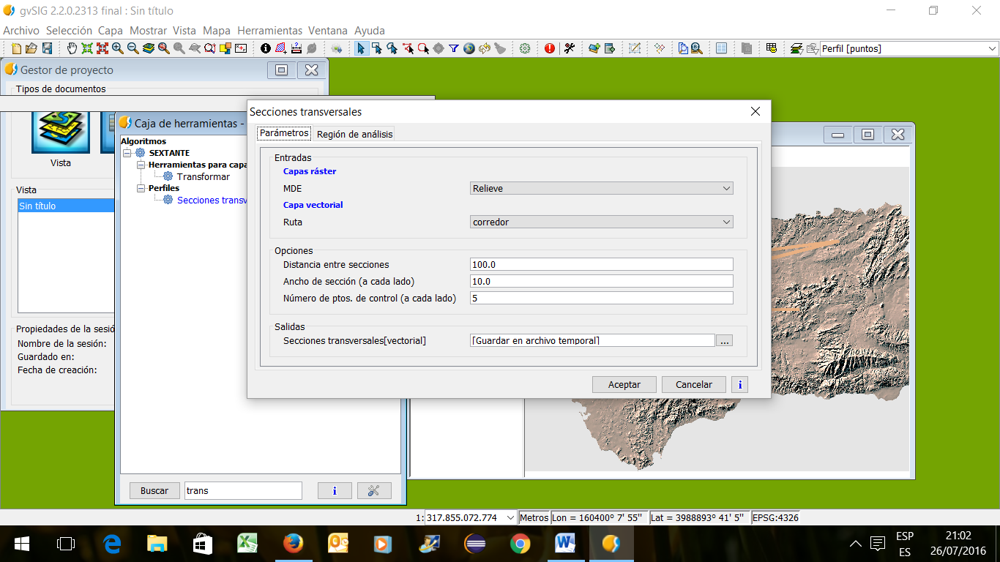 gvSIG 2.2.0.2313 final : Sin título
Archivo Selección Capa Mostrar Vista Mapa Herramientas Ventana Ayuda
Perfil [puntos]
Gestor de proyecto
Tipos de documentos
Vista
Vista
Sin título
Propiedades de la sesió
Nombre de la sesión:
Guardado en:
Fecha de creación:
Caja de herramientas -
Algoritmos
SEXTANTE
Herramientas para capa
Transformar
Perfiles
Secciones transv
Buscar trans
Secciones transversales
Parámetros Región de análisis
Entradas
Capas ráster
MDE Relieve
Capa vectorial
Ruta corredor
Opciones
Distancia entre secciones 100.0
Ancho de sección (a cada lado) 10.0
Número de ptos. de control (a cada lado) 5
Salidas
Secciones transversales[vectorial] [Guardar en archivo temporal] ...
Aceptar Cancelar i
1: 317.855.072.774 Metros Lon = 160400° 7' 55'' Lat = 3988893° 41' 5'' EPSG:4326
ESP
ES
21:02
26/07/2016